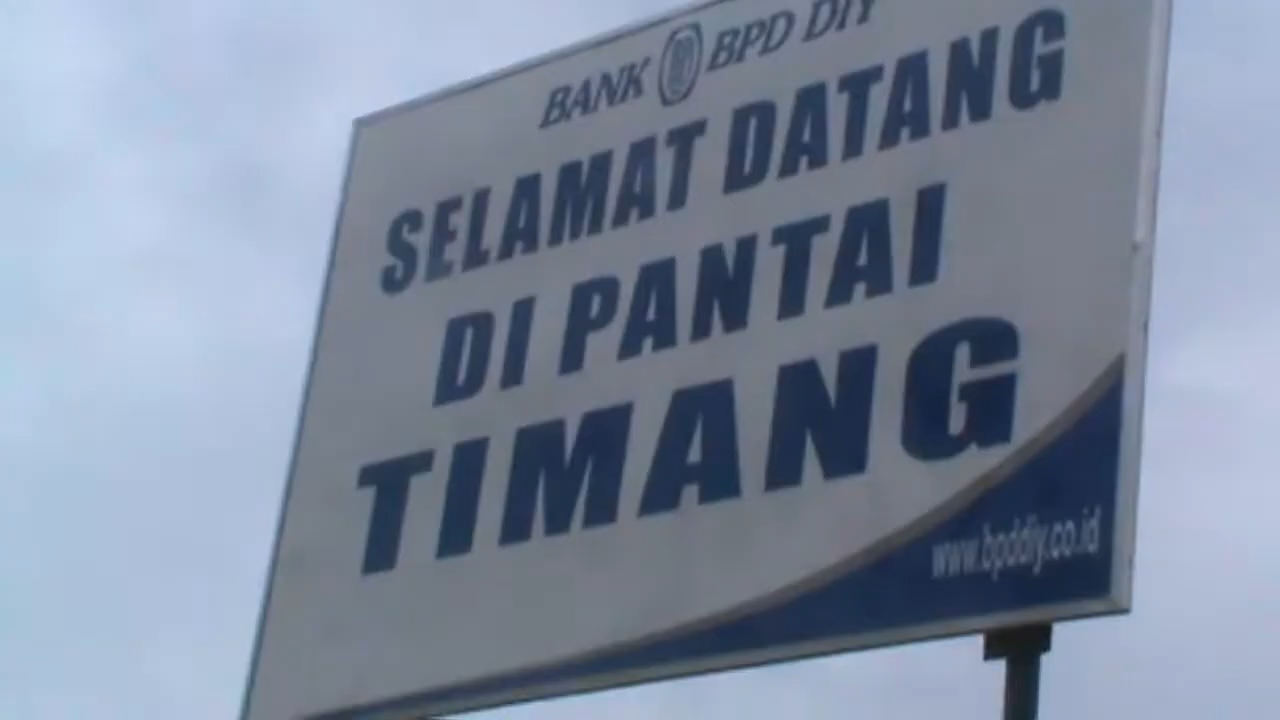 BANK BPD DIY
SELAMAT DATANG
DI PANTAI
TIMANG
www.bpddiy.co.id